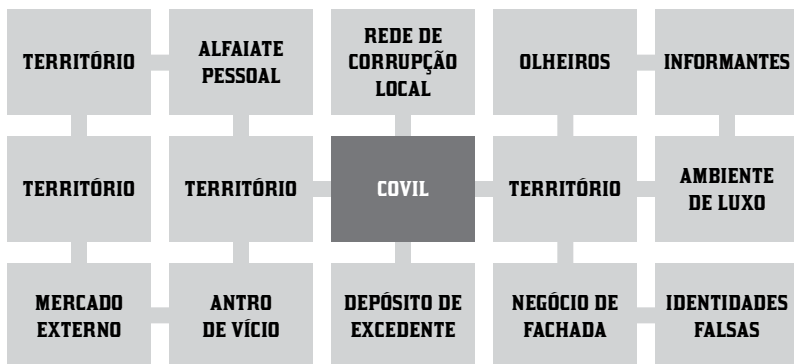 TERRITÓRIO
ALFAIATE
PESSOAL
REDE DE
CORRUPÇÃO
LOCAL
OLHEIROS
INFORMANTES
TERRITÓRIO
TERRITÓRIO
COVIL
TERRITÓRIO
AMBIENTE
DE LUXO
MERCADO
EXTERNO
ANTRO
DE VÍCIO
DEPÓSITO DE
EXCEDENTE
NEGÓCIO DE
FACHADA
IDENTIDADES
FALSAS